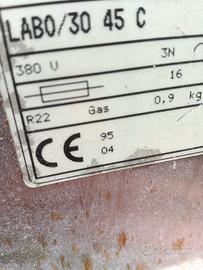 LABO/30 45 C
380 V 3N
16
R22 Gas 0,9 kg
CE 95
04